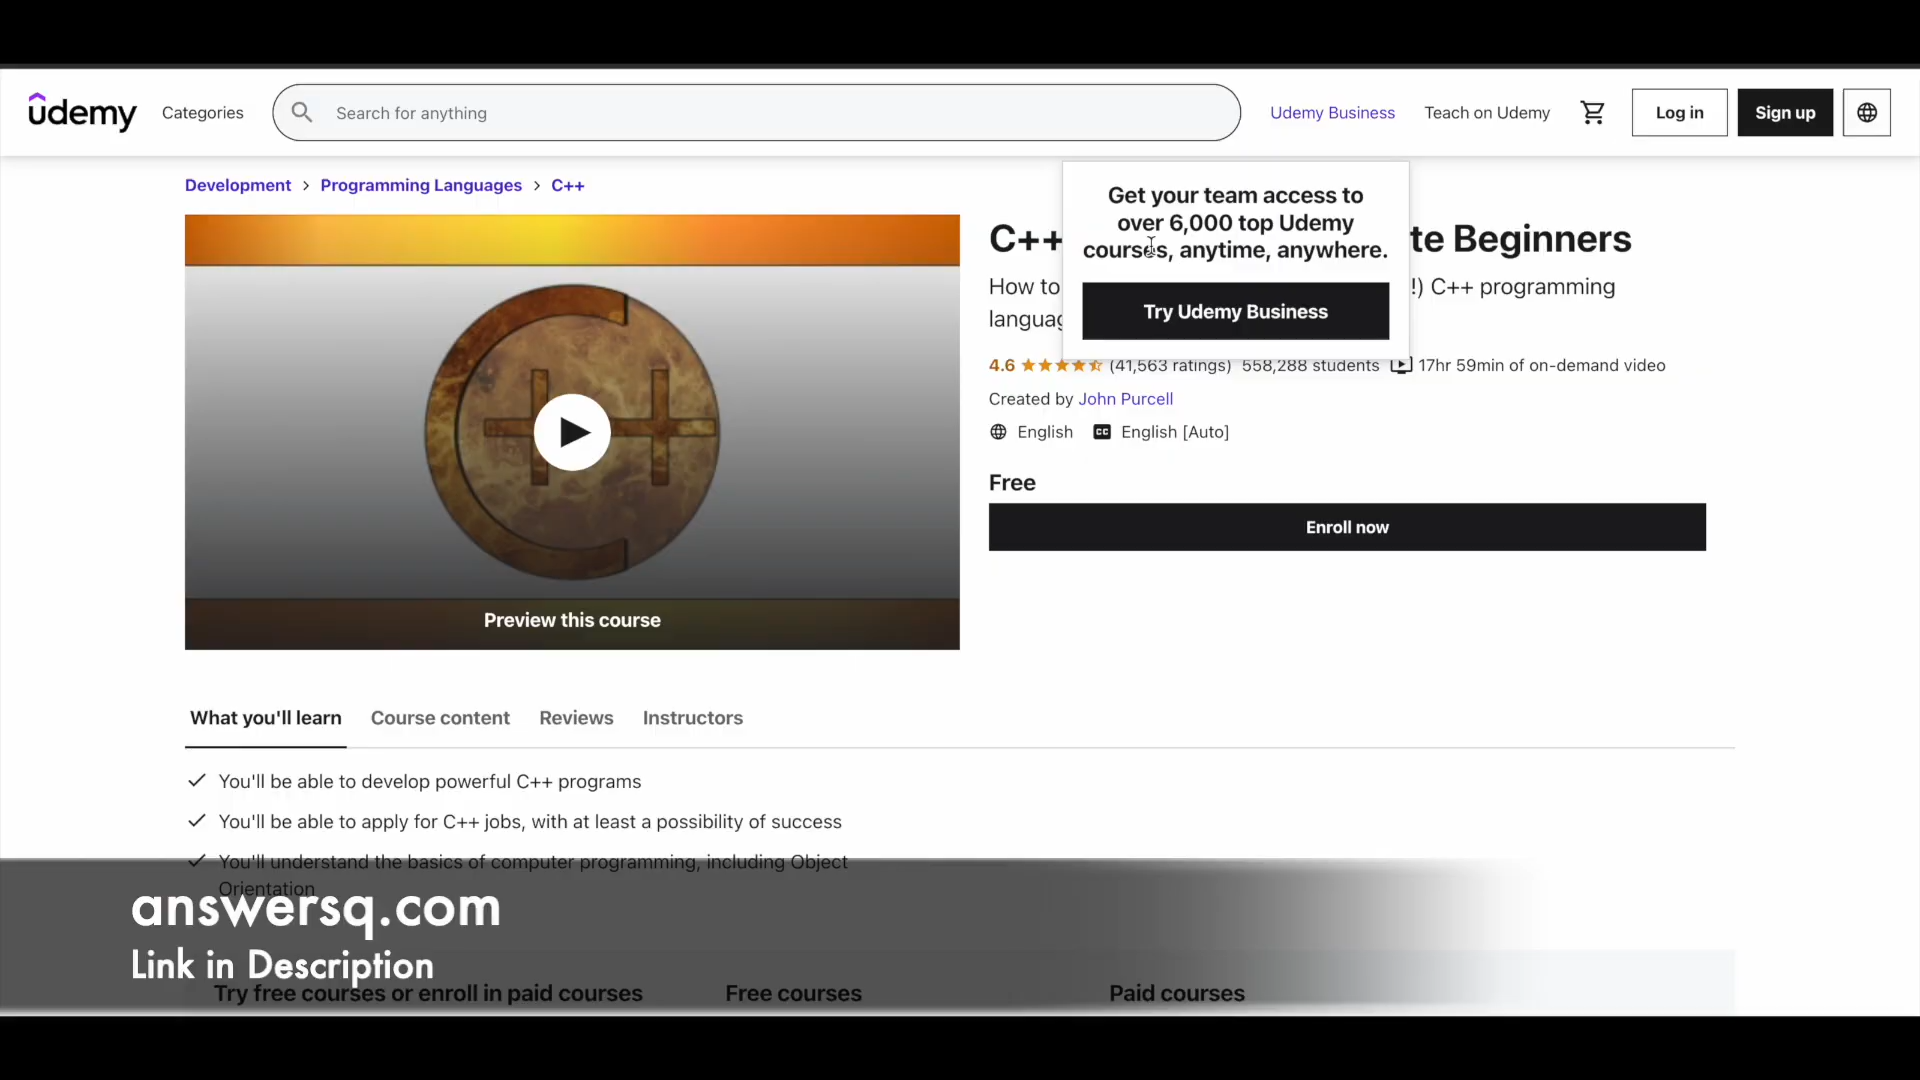 udemy
Categories
Search for anything
Udemy Business
Teach on Udemy
Log in
Sign up
Development > Programming Languages > C++
Get your team access to
over 6,000 top Udemy
courses, anytime, anywhere.
Try Udemy Business
C++ te Beginners
How to !) C++ programming
languag
4.6 (41,563 ratings) 558,288 students 17hr 59min of on-demand video
Created by John Purcell
English CC English [Auto]
Free
Enroll now
Preview this course
What you'll learn
Course content
Reviews
Instructors
You'll be able to develop powerful C++ programs
You'll be able to apply for C++ jobs, with at least a possibility of success
You'll understand the basics of computer programming, including Object
Orientation
answersq.com
Link in Description
Try free courses or enroll in paid courses
Free courses
Paid courses